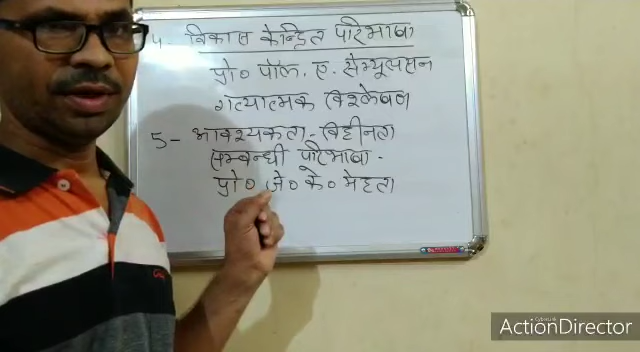 4- विकास केन्द्रित परिभाषा
प्रो० पॉल. ए. सेम्यूलसन
गत्यात्मक विश्लेषण
5- आवश्यकता-विहीनता
सम्बन्धी परिभाषा-
प्रो० जे० के० मेहता
CyberLink
ActionDirector